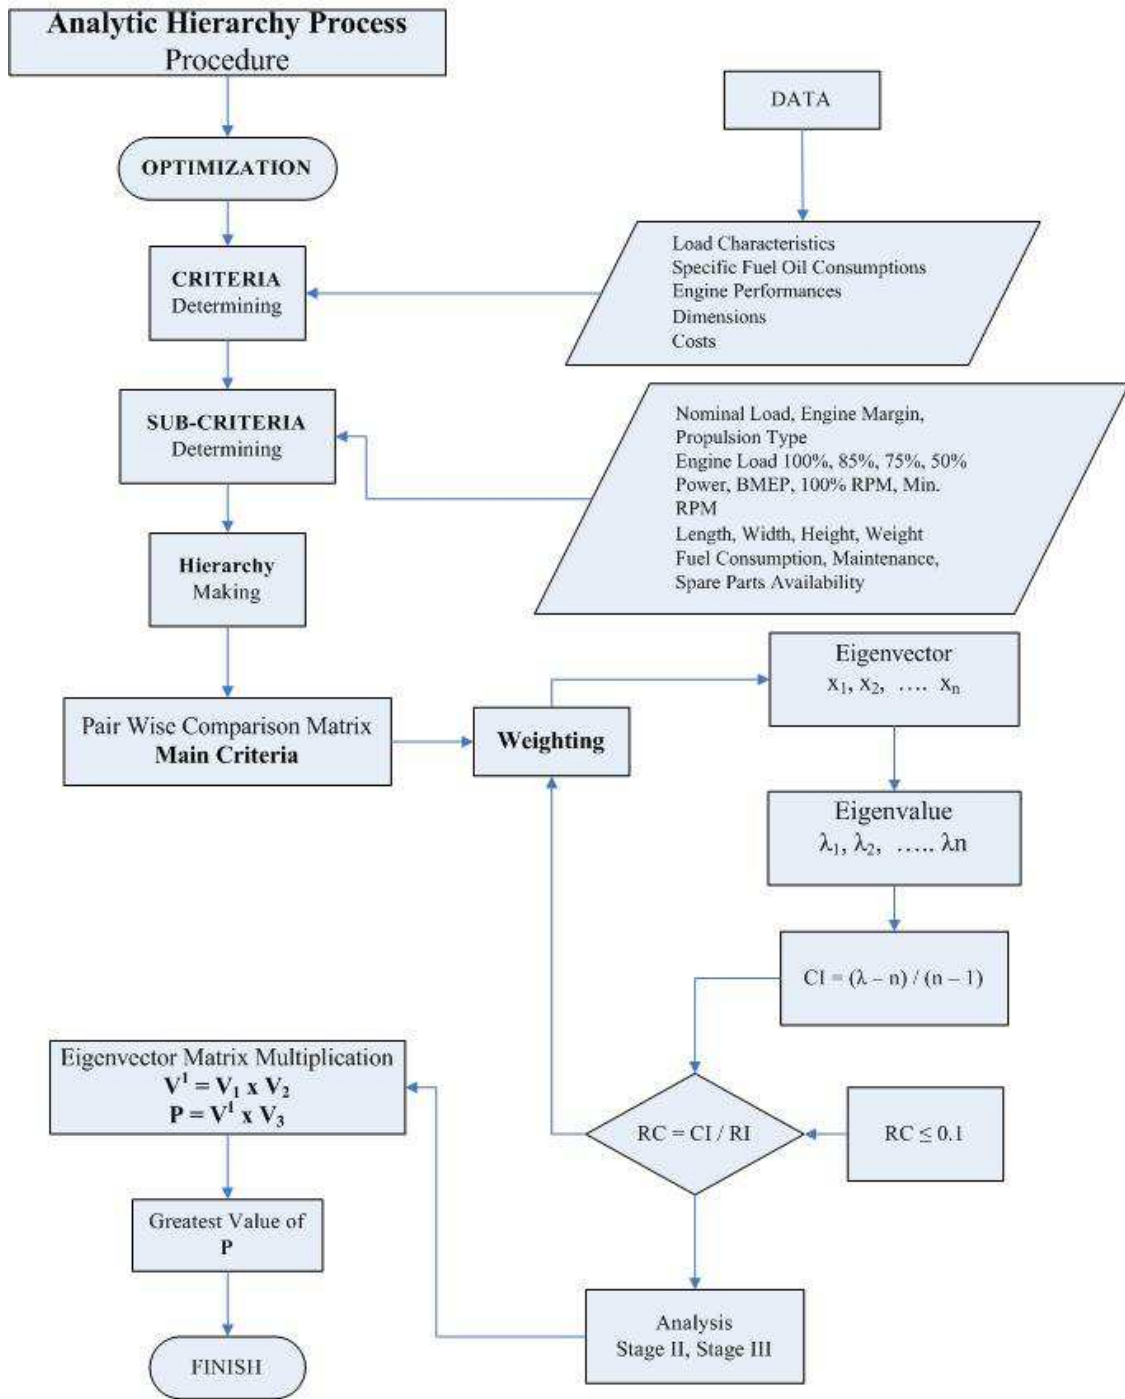 Analytic Hierarchy Process
Procedure
DATA
OPTIMIZATION
Load Characteristics
Specific Fuel Oil Consumptions
Engine Performances
Dimensions
Costs
CRITERIA
Determining
SUB-CRITERIA
Determining
Nominal Load, Engine Margin,
Propulsion Type
Engine Load 100%, 85%, 75%, 50%
Power, BMEP, 100% RPM, Min.
RPM
Length, Width, Height, Weight
Fuel Consumption, Maintenance,
Spare Parts Availability
Hierarchy
Making
Pair Wise Comparison Matrix
Main Criteria
Weighting
Eigenvector
x₁, x₂, …. xₙ
Eigenvalue
λ₁, λ₂, ….. λn
CI = (λ – n) / (n – 1)
RC = CI / RI
RC ≤ 0.1
Analysis
Stage II, Stage III
Eigenvector Matrix Multiplication
V¹ = V₁ x V₂
P = V¹ x V₃
Greatest Value of
P
FINISH